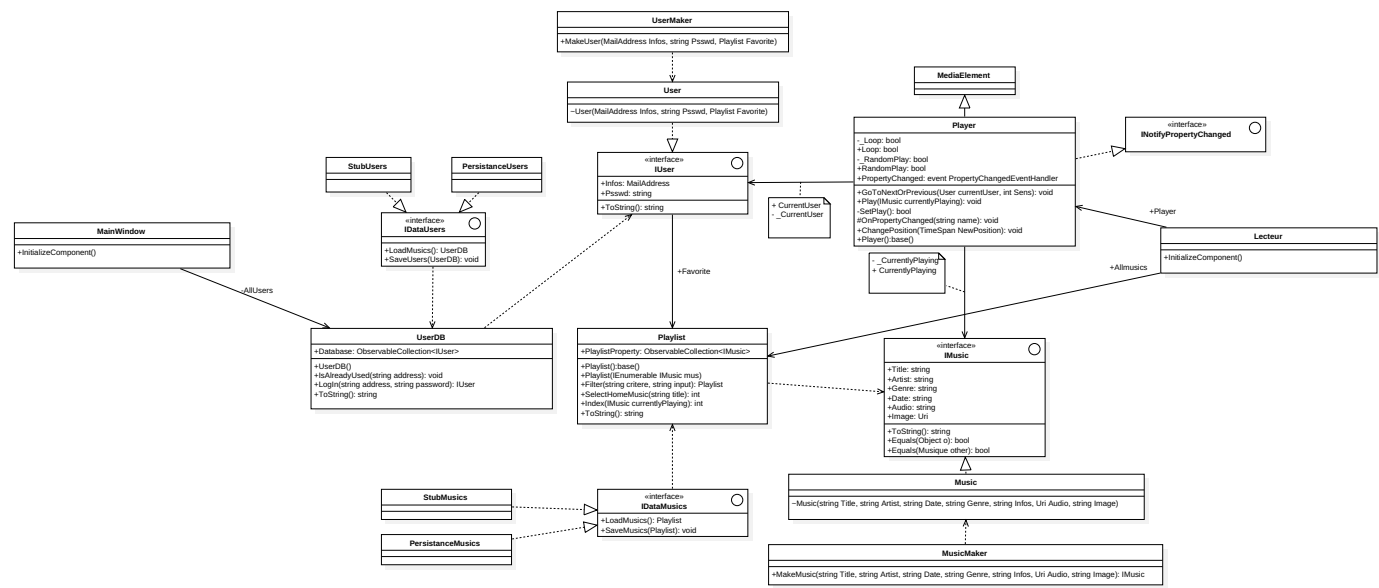 UserMaker
+MakeUser(MailAddress Infos, string Psswd, Playlist Favorite)
User
~User(MailAddress Infos, string Psswd, Playlist Favorite)
MediaElement
Player
-_Loop: bool
+Loop: bool
-_RandomPlay: bool
+RandomPlay: bool
+PropertyChanged: event PropertyChangedEventHandler
+GoToNextOrPrevious(User currentUser, int Sens): void
+Play(IMusic currentlyPlaying): void
-SetPlay(): bool
#OnPropertyChanged(string name): void
+ChangePosition(TimeSpan NewPosition): void
+Player():base()
«interface»
INotifyPropertyChanged
«interface»
IUser
+Infos: MailAddress
+Psswd: string
+ToString(): string
+ CurrentUser
- _CurrentUser
StubUsers
PersistanceUsers
«interface»
IDataUsers
+LoadMusics(): UserDB
+SaveUsers(UserDB): void
MainWindow
+InitializeComponent()
-AllUsers
+Favorite
- _CurrentlyPlaying
+ CurrentlyPlaying
+Player
Lecteur
+InitializeComponent()
+Allmusics
UserDB
+Database: ObservableCollection<IUser>
+UserDB()
+IsAlreadyUsed(string address): void
+LogIn(string address, string password): IUser
+ToString(): string
Playlist
+PlaylistProperty: ObservableCollection<IMusic>
+Playlist():base()
+Playlist(IEnumerable IMusic mus)
+Filter(string critere, string input): Playlist
+SelectHomeMusic(string title): int
+Index(IMusic currentlyPlaying): int
+ToString(): string
«interface»
IMusic
+Title: string
+Artist: string
+Genre: string
+Date: string
+Audio: string
+Image: Uri
+ToString(): string
+Equals(Object o): bool
+Equals(Musique other): bool
Music
~Music(string Title, string Artist, string Date, string Genre, string Infos, Uri Audio, string Image)
StubMusics
PersistanceMusics
«interface»
IDataMusics
+LoadMusics(): Playlist
+SaveMusics(Playlist): void
MusicMaker
+MakeMusic(string Title, string Artist, string Date, string Genre, string Infos, Uri Audio, string Image): IMusic